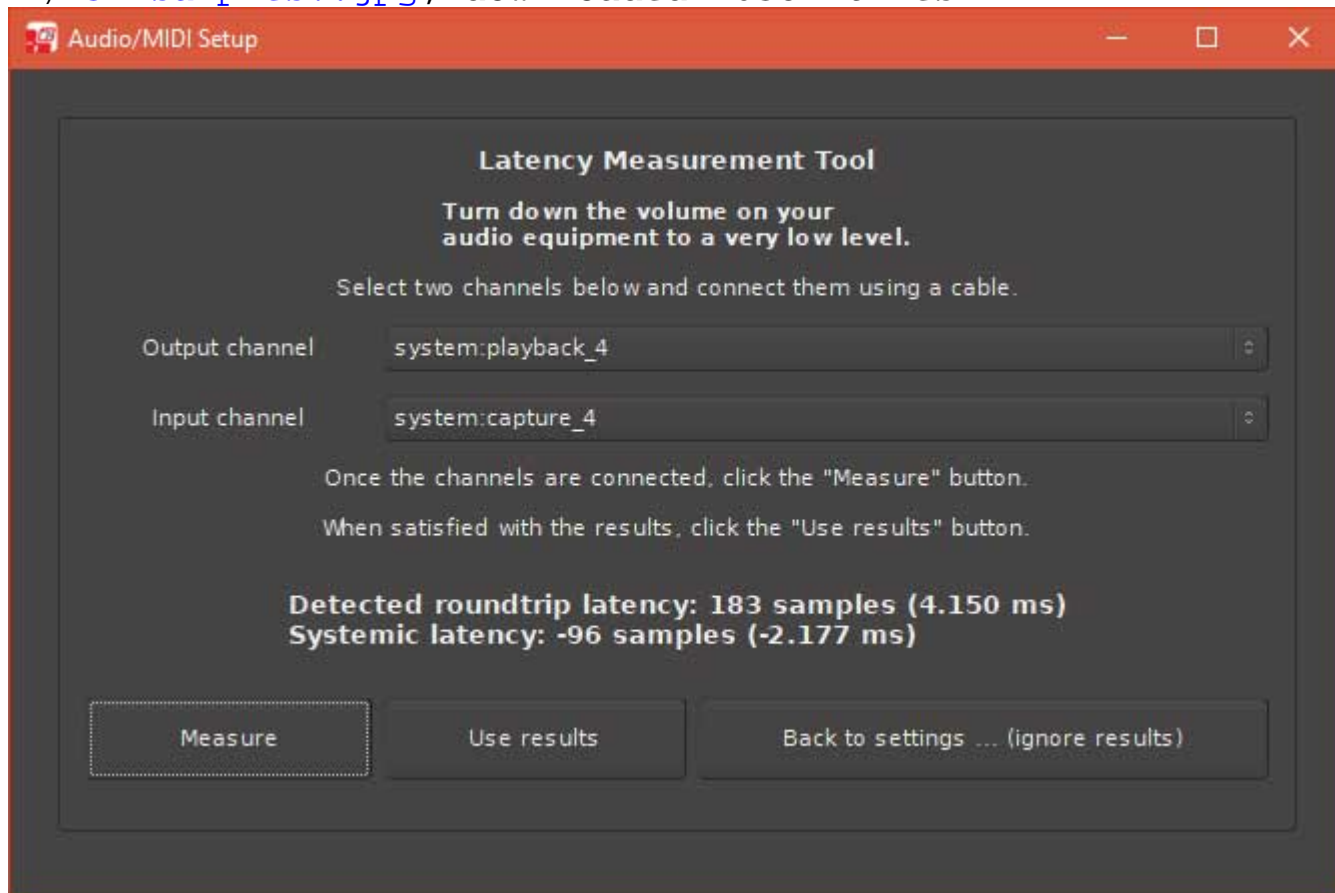 Audio/MIDI Setup
Latency Measurement Tool
Turn down the volume on your
audio equipment to a very low level.
Select two channels below and connect them using a cable.
Output channel system:playback_4
Input channel system:capture_4
Once the channels are connected, click the "Measure" button.
When satisfied with the results, click the "Use results" button.
Detected roundtrip latency: 183 samples (4.150 ms)
Systemic latency: -96 samples (-2.177 ms)
Measure Use results Back to settings ... (ignore results)